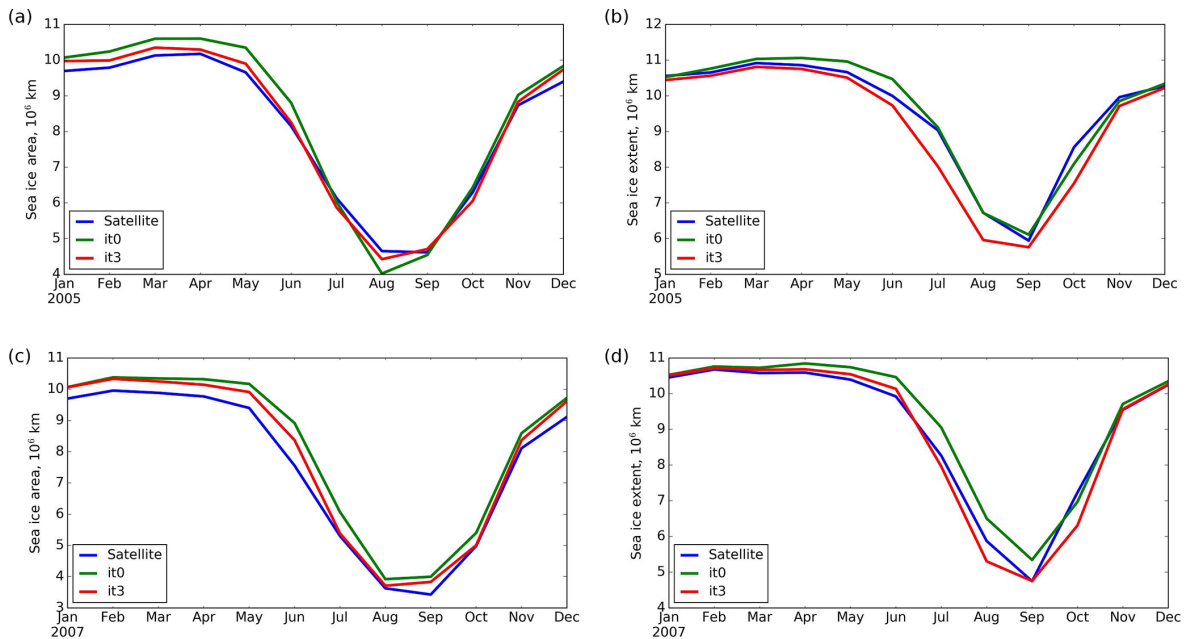 (a)
11
10
9
8
7
6
5
4
Sea ice area, 10⁶ km
Satellite
it0
it3
Jan Feb Mar Apr May Jun Jul Aug Sep Oct Nov Dec
2005
(b)
12
11
10
9
8
7
6
5
Sea ice extent, 10⁶ km
Satellite
it0
it3
Jan Feb Mar Apr May Jun Jul Aug Sep Oct Nov Dec
2005
(c)
11
10
9
8
7
6
5
4
3
Sea ice area, 10⁶ km
Satellite
it0
it3
Jan Feb Mar Apr May Jun Jul Aug Sep Oct Nov Dec
2007
(d)
11
10
9
8
7
6
5
4
Sea ice extent, 10⁶ km
Satellite
it0
it3
Jan Feb Mar Apr May Jun Jul Aug Sep Oct Nov Dec
2007